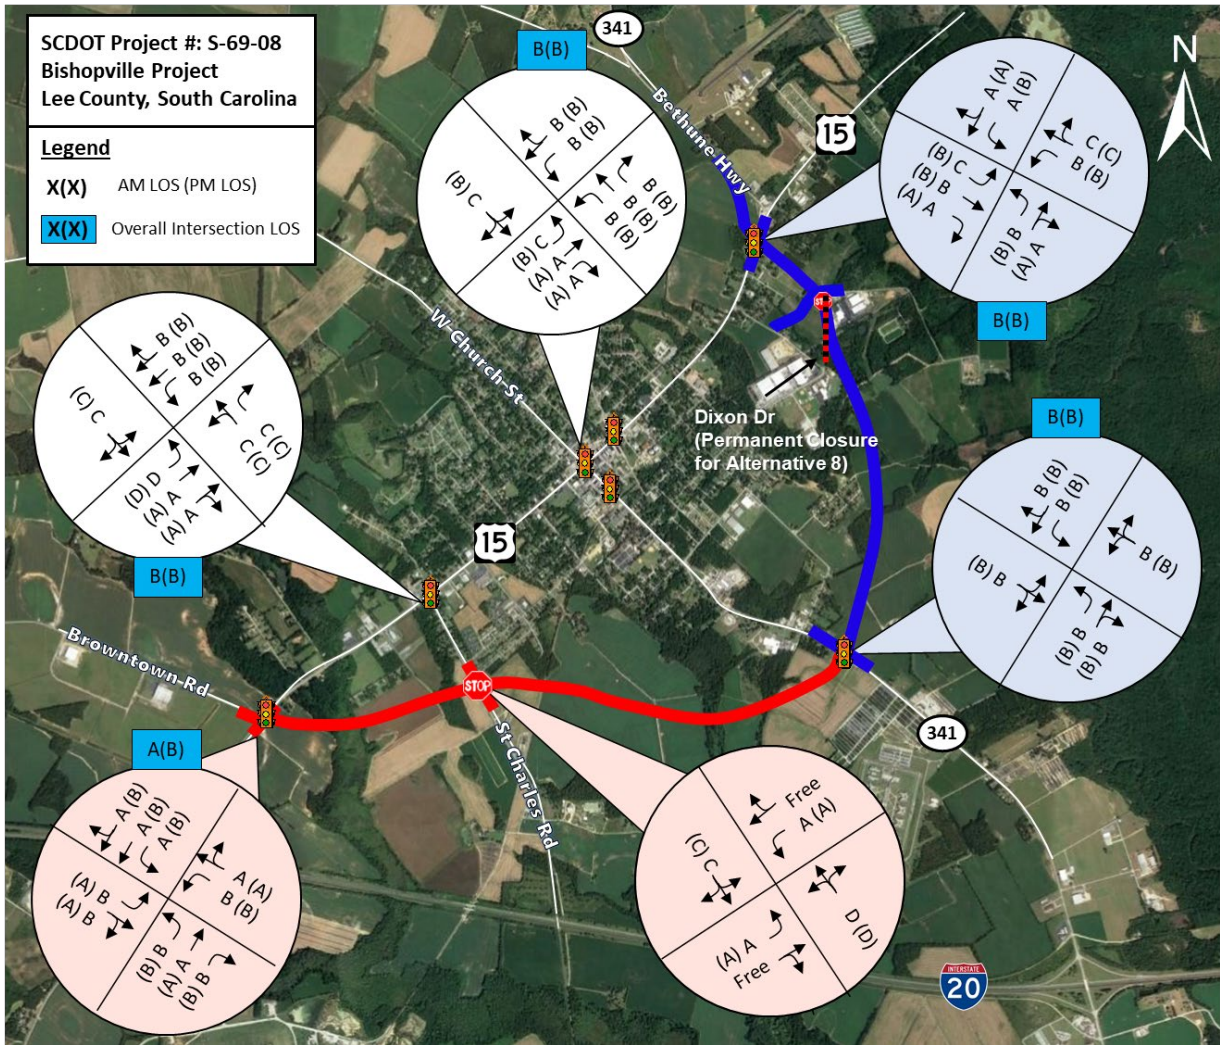 SCDOT Project #: S-69-08
Bishopville Project
Lee County, South Carolina
Legend
X(X) AM LOS (PM LOS)
X(X) Overall Intersection LOS
341
B(B)
Bethune Hwy
15
B (B)
B (B)
(B) C
B (B)
B (B)
B (B)
(B) C
(A) A
(A) A
A (A)
A (B)
C (C)
B (B)
(B) C
(B) B
(A) A
(B) B
(A) A
B(B)
W Church St
B (B)
B (B)
B (B)
(C) C
C (C)
C (C)
(D) D
(A) A
(A) A
B(B)
Dixon Dr
(Permanent Closure
for Alternative 8)
15
B(B)
B (B)
B (B)
B (B)
(B) B
(B) B
(B) B
STOP
Browntown Rd
St Charles Rd
341
A(B)
A (B)
A (B)
A (B)
(A) B
(A) B
A (A)
B (B)
(B) B
(A) A
(B) B
Free
A (A)
(C) C
D (D)
(A) A
Free
INTERSTATE
20
N